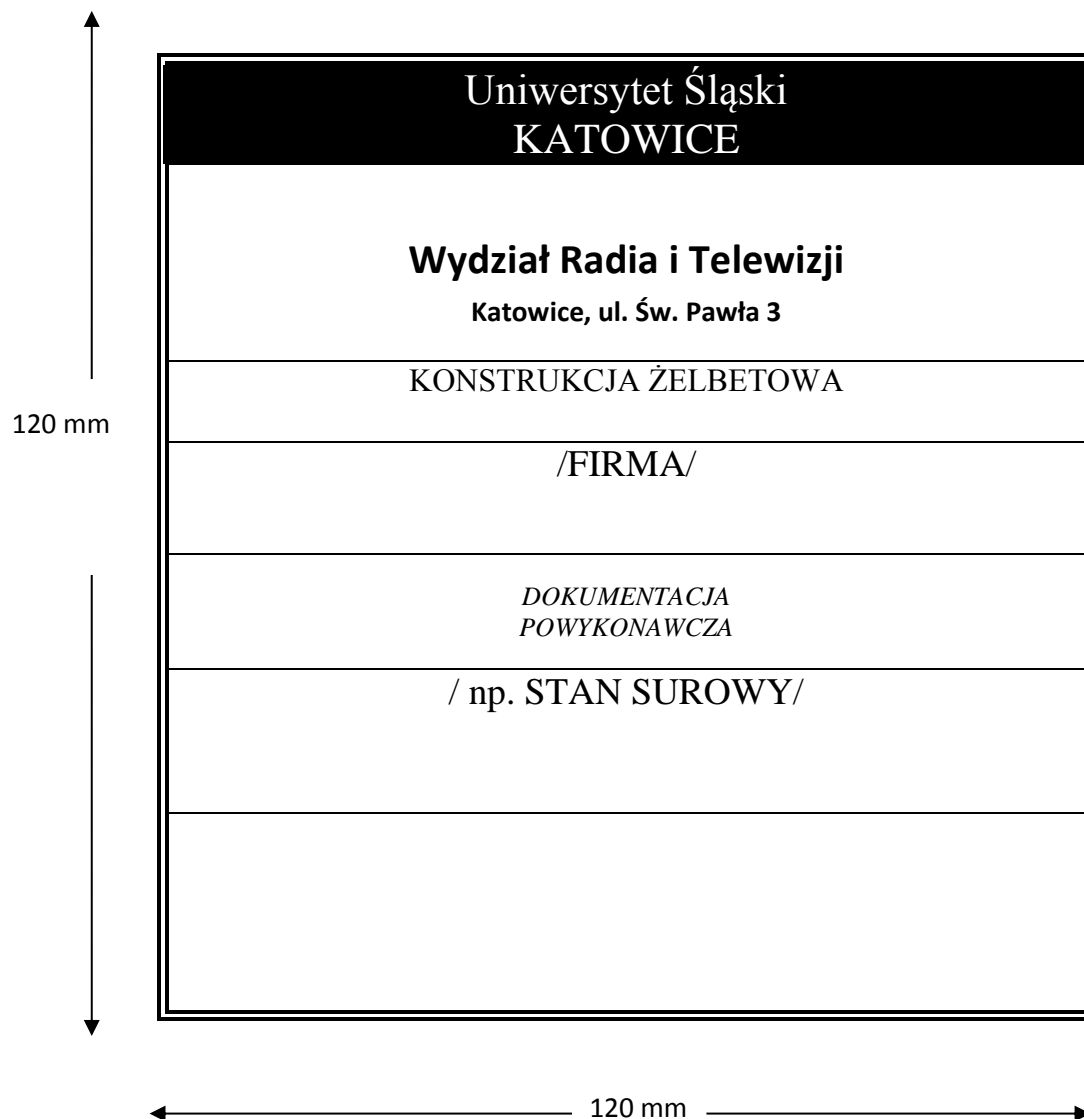 Uniwersytet Śląski
KATOWICE
Wydział Radia i Telewizji
Katowice, ul. Św. Pawła 3
KONSTRUKCJA ŻELBETOWA
120 mm
/FIRMA/
DOKUMENTACJA
POWYKONAWCZA
/ np. STAN SUROWY/
120 mm